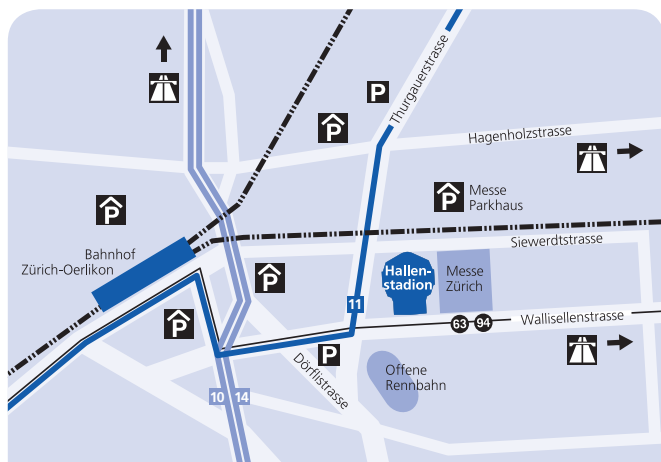 P
Thurgauerstrasse
P
Hagenholzstrasse
P
P
Messe
Parkhaus
Bahnhof
Zürich-Oerlikon
Siewerdtstrasse
P
Hallen-
stadion
Messe
Zürich
11
P
63 94
Wallisellenstrasse
P
Dörflistrasse
Offene
Rennbahn
10 14